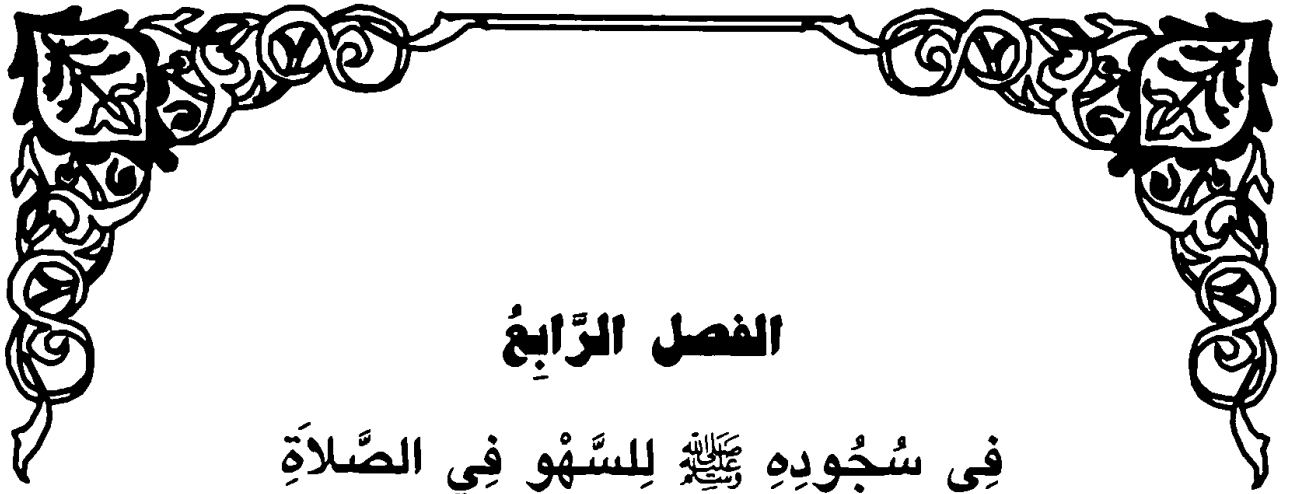 الفصل الرَّابِعُ
فِى سُجُودِهِ ﷺ لِلسَّهْوِ فِي الصَّلاَةِ